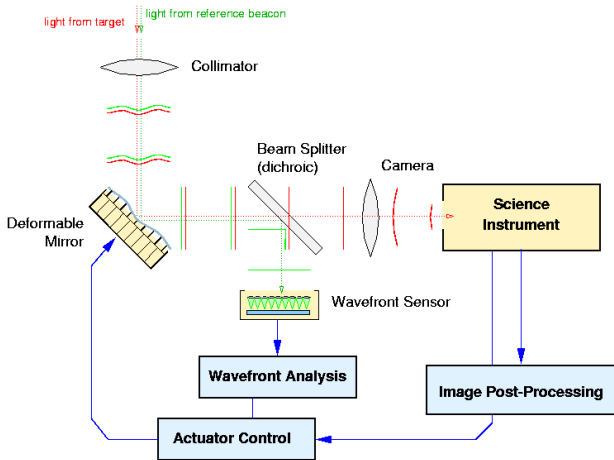 light from reference beacon
light from target
Collimator
Beam Splitter
(dichroic)
Camera
Science
Instrument
Deformable
Mirror
Wavefront Sensor
Wavefront Analysis
Image Post-Processing
Actuator Control